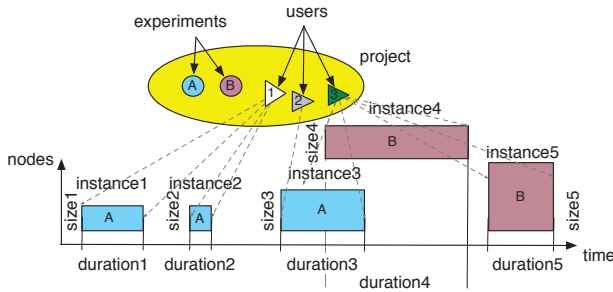 experiments
users
project
A
B
1
2
3
instance4
size4
B
nodes
instance1
instance2
instance3
instance5
size1
A
size2
A
size3
A
B
size5
time
duration1
duration2
duration3
duration5
duration4